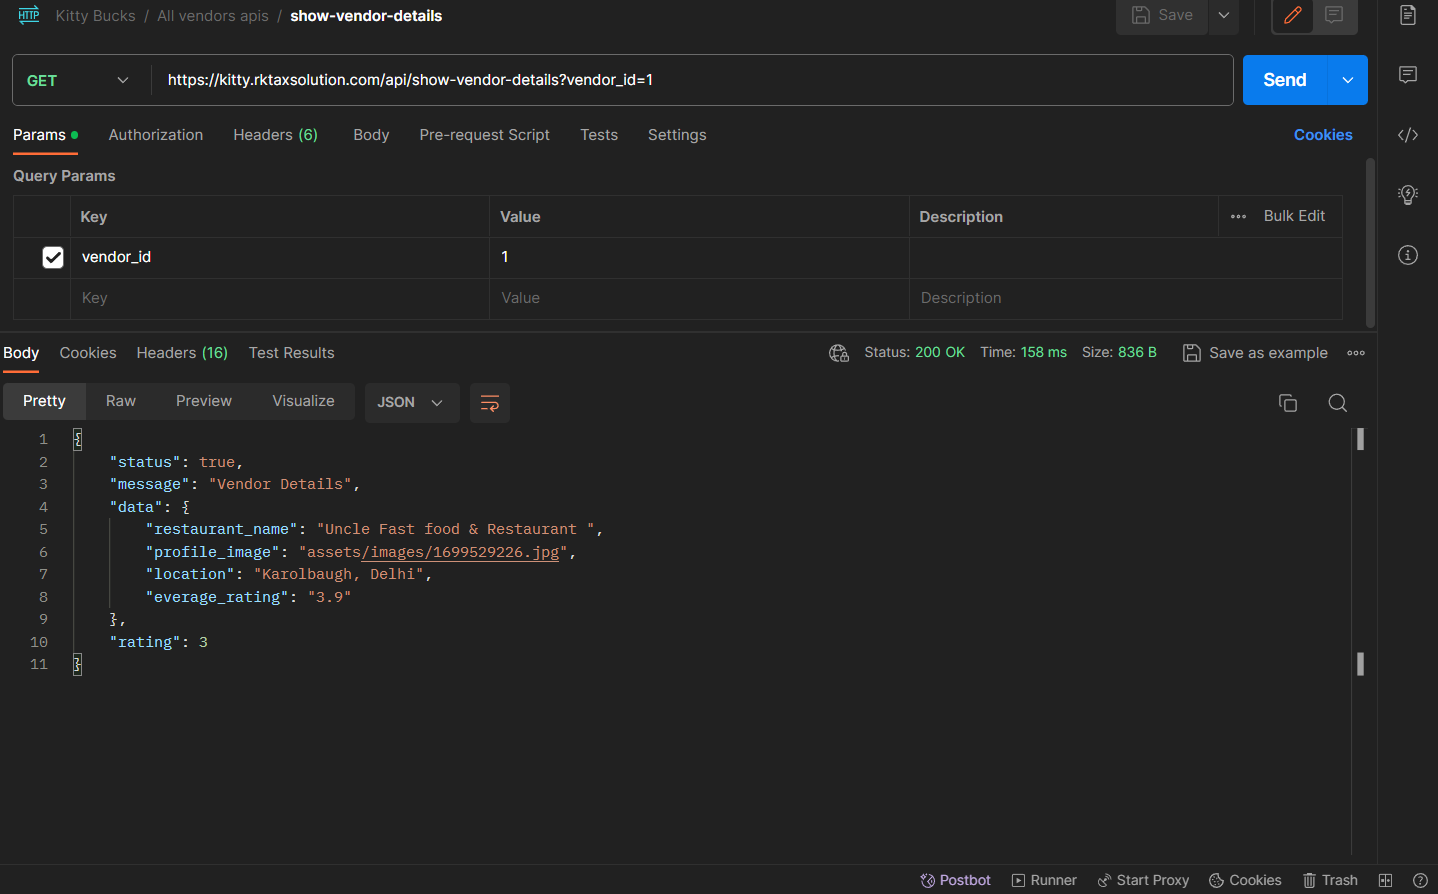 HTTP Kitty Bucks / All vendors apis / show-vendor-details Save
GET https://kitty.rktaxsolution.com/api/show-vendor-details?vendor_id=1 Send
Params Authorization Headers (6) Body Pre-request Script Tests Settings Cookies
Query Params
Key Value Description ••• Bulk Edit
vendor_id 1
Key Value Description
Body Cookies Headers (16) Test Results Status: 200 OK Time: 158 ms Size: 836 B Save as example
Pretty Raw Preview Visualize JSON
1 {
2 "status": true,
3 "message": "Vendor Details",
4 "data": {
5 "restaurant_name": "Uncle Fast food & Restaurant ",
6 "profile_image": "assets/images/1699529226.jpg",
7 "location": "Karolbaugh, Delhi",
8 "everage_rating": "3.9"
9 },
10 "rating": 3
11 }
Postbot Runner Start Proxy Cookies Trash